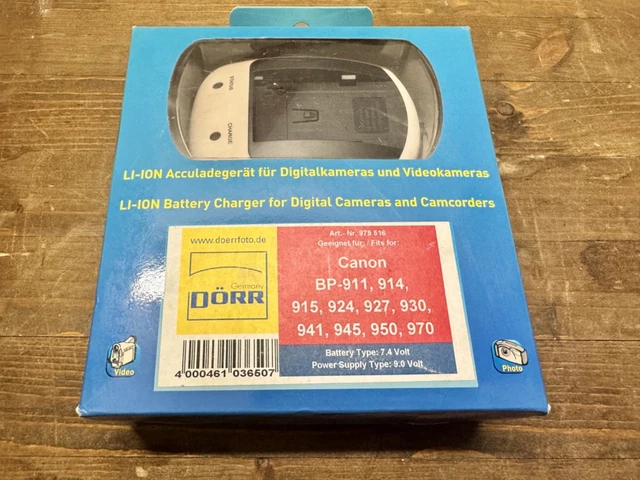 POWER
CHARGE
LI-ION Acculadegerät für Digitalkameras und Videokameras
LI-ION Battery Charger for Digital Cameras and Camcorders
www.doerrfoto.de
Germany
DÖRR
4 000461 036507
Art.- Nr. 979 516
Geeignet für: / Fits for:
Canon
BP-911, 914,
915, 924, 927, 930,
941, 945, 950, 970
Battery Type: 7.4 Volt
Power Supply Type: 9.0 Volt
Video
Photo